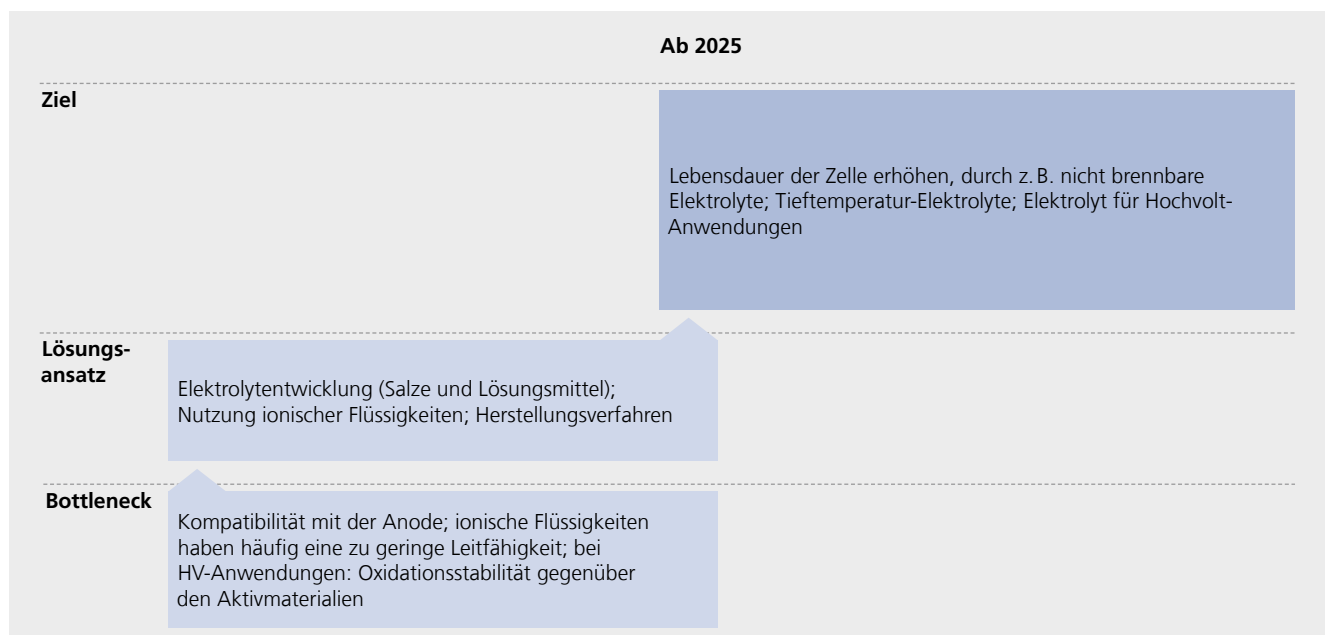 Ab 2025
Ziel
Lebensdauer der Zelle erhöhen, durch z. B. nicht brennbare
Elektrolyte; Tieftemperatur-Elektrolyte; Elektrolyt für Hochvolt-
Anwendungen
Lösungs-
ansatz
Elektrolytentwicklung (Salze und Lösungsmittel);
Nutzung ionischer Flüssigkeiten; Herstellungsverfahren
Bottleneck
Kompatibilität mit der Anode; ionische Flüssigkeiten
haben häufig eine zu geringe Leitfähigkeit; bei
HV-Anwendungen: Oxidationsstabilität gegenüber
den Aktivmaterialien